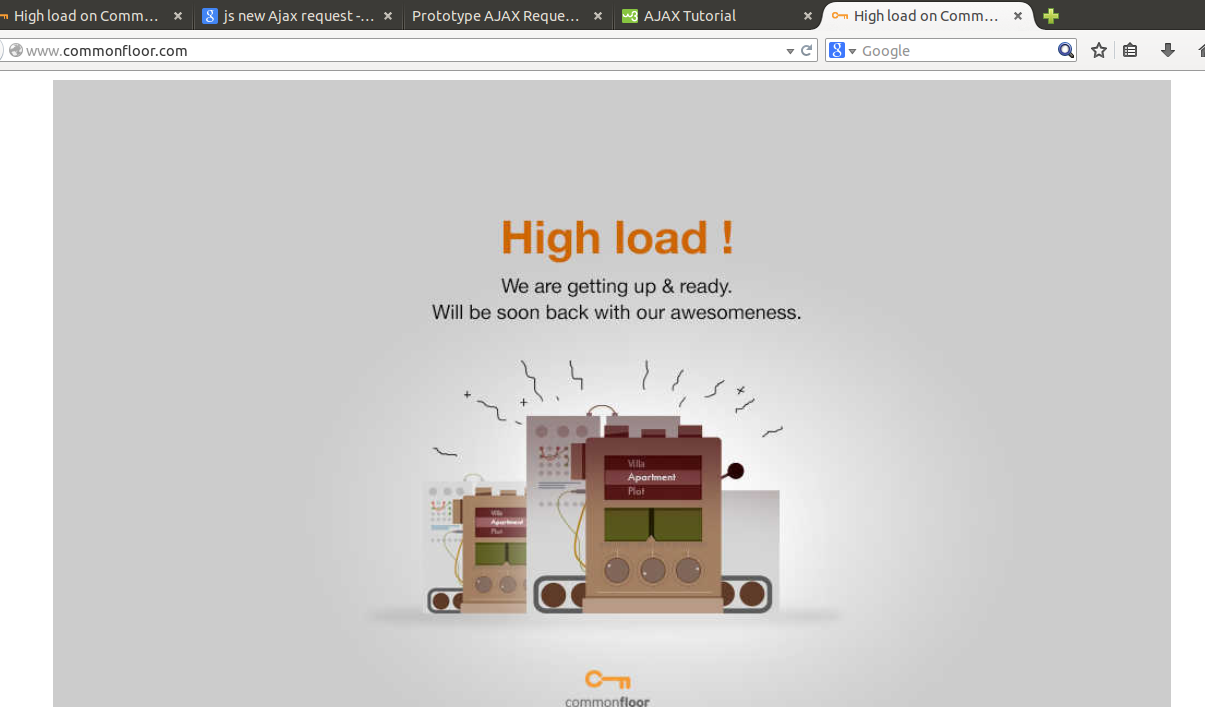 High load on Comm...
js new Ajax request -...
Prototype AJAX Reque...
AJAX Tutorial
High load on Comm...
www.commonfloor.com
Google
High load !
We are getting up & ready.
Will be soon back with our awesomeness.
Villa
Apartment
Plot
Villa
Apartment
Plot
commonfloor